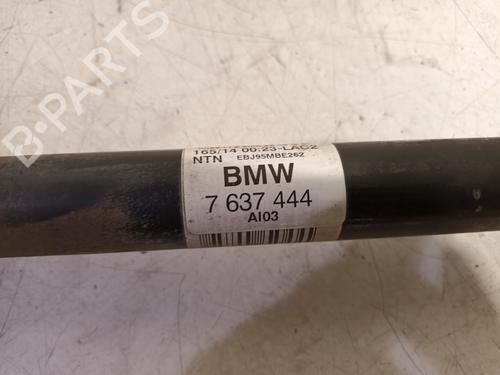 B-PARTS
165/14 00:23-LAC2
NTN EBJ95MBE262
BMW
7 637 444
AI03